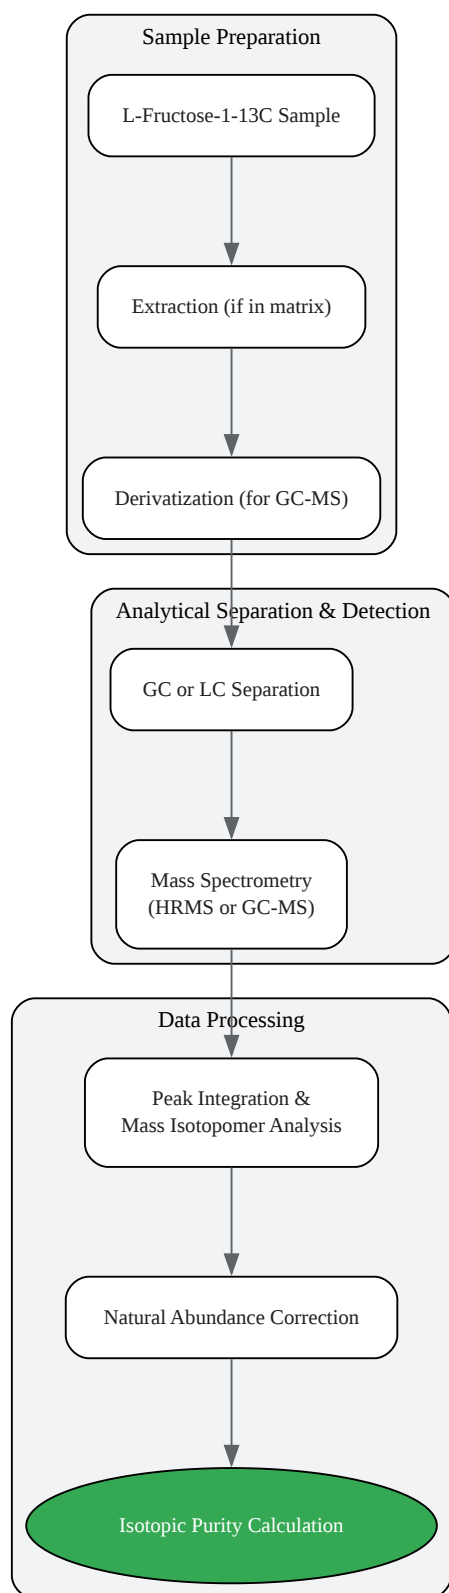 Sample Preparation
L-Fructose-1-13C Sample
Extraction (if in matrix)
Derivatization (for GC-MS)
Analytical Separation & Detection
GC or LC Separation
Mass Spectrometry
(HRMS or GC-MS)
Data Processing
Peak Integration &
Mass Isotopomer Analysis
Natural Abundance Correction
Isotopic Purity Calculation